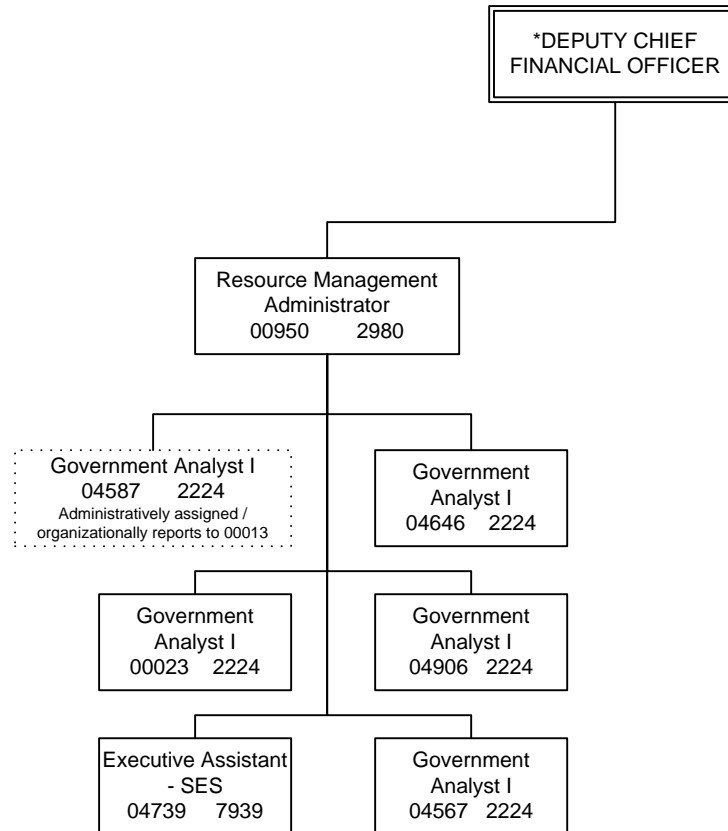 *DEPUTY CHIEF
FINANCIAL OFFICER
Resource Management
Administrator
00950 2980
Government Analyst I
04587 2224
Administratively assigned /
organizationally reports to 00013
Government
Analyst I
04646 2224
Government
Analyst I
00023 2224
Government
Analyst I
04906 2224
Executive Assistant
- SES
04739 7939
Government
Analyst I
04567 2224